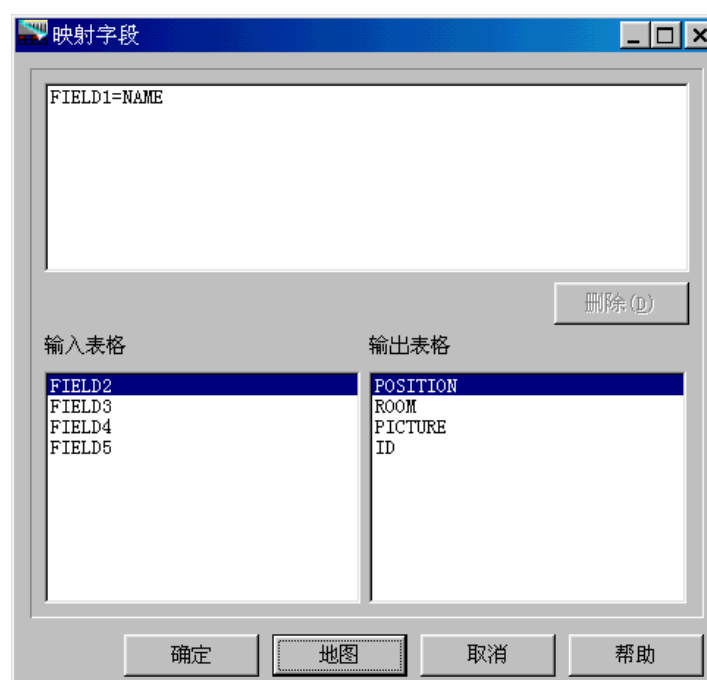 映射字段
FIELD1=NAME
删除(D)
输入表格
输出表格
FIELD2
FIELD3
FIELD4
FIELD5
POSITION
ROOM
PICTURE
ID
确定
地图
取消
帮助